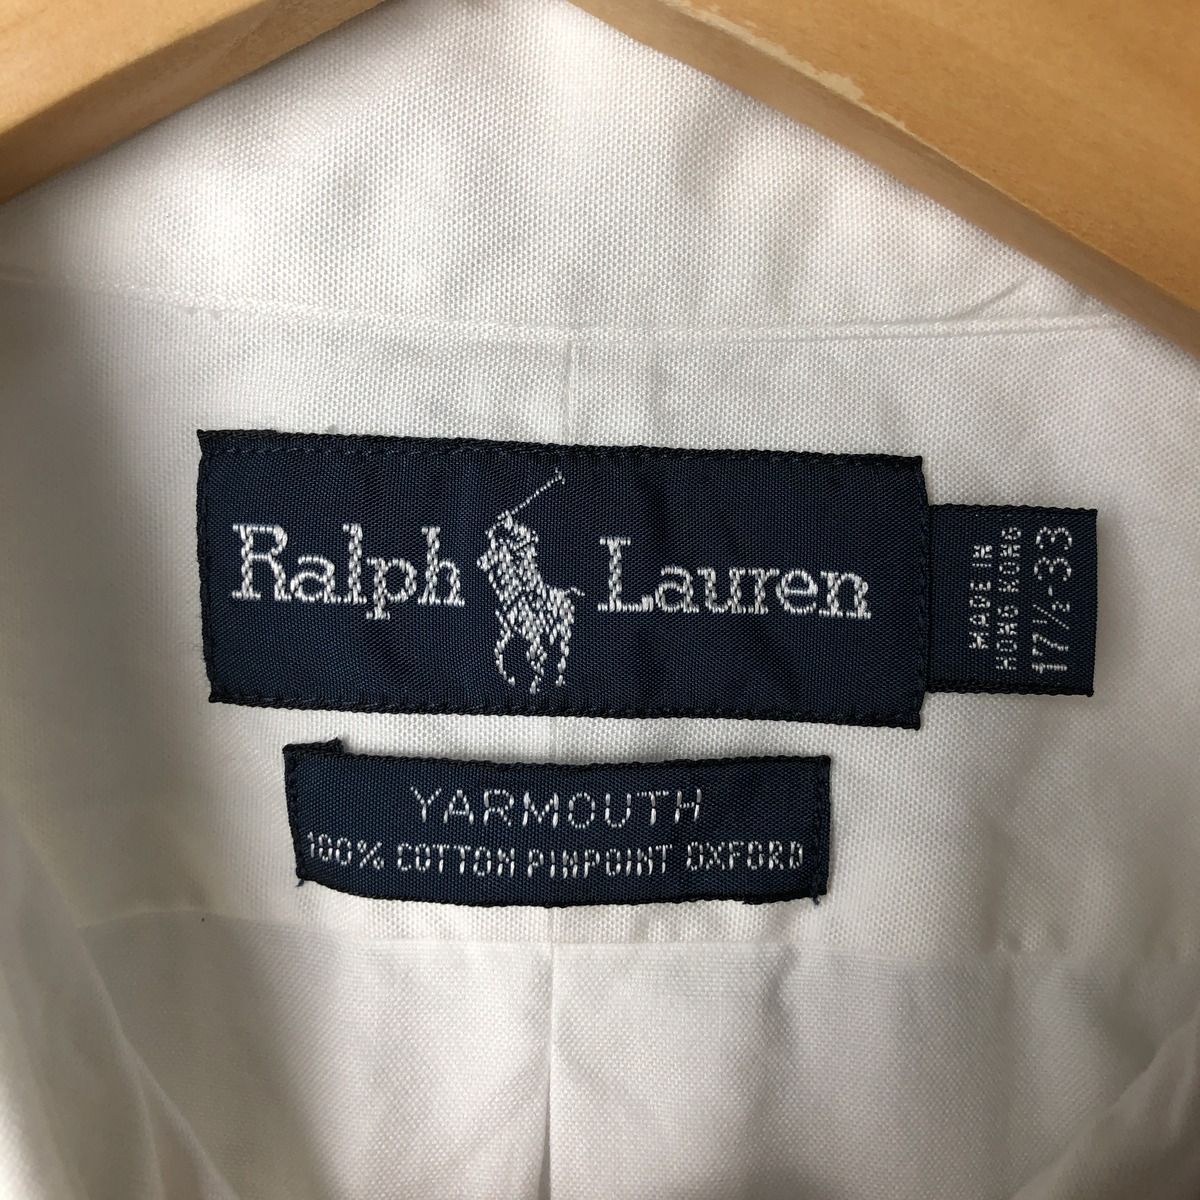 Ralph Lauren
MADE IN
HONG KONG
17½-33
YARMOUTH
100% COTTON PINPOINT OXFORD